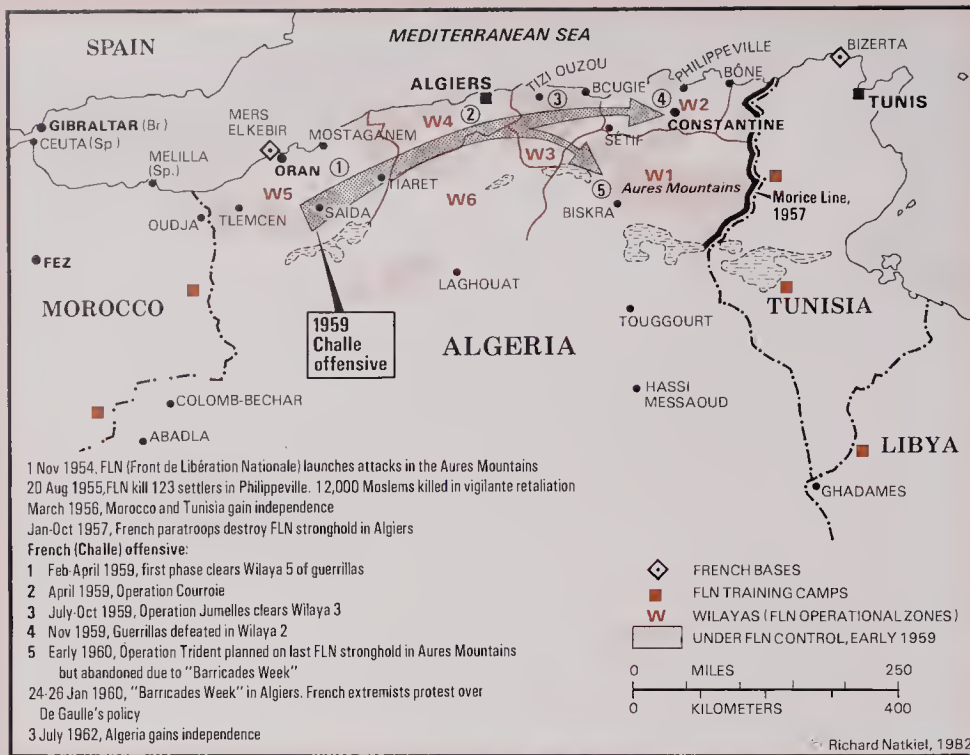 SPAIN
MEDITERRANEAN SEA
BIZERTA
PHILIPPEVILLE
BÔNE
TIZI OUZOU
BCUGIE
ALGIERS
TUNIS
GIBRALTAR (Br)
CEUTA (Sp)
MERS
EL KEBIR
MOSTAGANEM
W4
2
3
4
W2
CONSTANTINE
MELILLA
(Sp.)
ORAN
1
SÉTIF
W3
W5
TIARET
W1
Aures Mountains
Morice Line,
1957
OUDJA
TLEMCEN
SAIDA
W6
5
BISKRA
FEZ
LAGHOUAT
MOROCCO
TUNISIA
1959
Challe
offensive
ALGERIA
TOUGGOURT
HASSI
MESSAOUD
COLOMB-BECHAR
ABADLA
LIBYA
GHADAMES
1 Nov 1954, FLN (Front de Libération Nationale) launches attacks in the Aures Mountains
20 Aug 1955, FLN kill 123 settlers in Philippeville. 12,000 Moslems killed in vigilante retaliation
March 1956, Morocco and Tunisia gain independence
Jan-Oct 1957, French paratroops destroy FLN stronghold in Algiers
French (Challe) offensive:
1 Feb-April 1959, first phase clears Wilaya 5 of guerrillas
2 April 1959, Operation Courroie
3 July-Oct 1959, Operation Jumelles clears Wilaya 3
4 Nov 1959, Guerrillas defeated in Wilaya 2
5 Early 1960, Operation Trident planned on last FLN stronghold in Aures Mountains
but abandoned due to "Barricades Week"
24-26 Jan 1960, "Barricades Week" in Algiers. French extremists protest over
De Gaulle's policy
3 July 1962, Algeria gains independence
FRENCH BASES
FLN TRAINING CAMPS
W WILAYAS (FLN OPERATIONAL ZONES)
UNDER FLN CONTROL, EARLY 1959
0 MILES 250
0 KILOMETERS 400
© Richard Natkiel, 1982